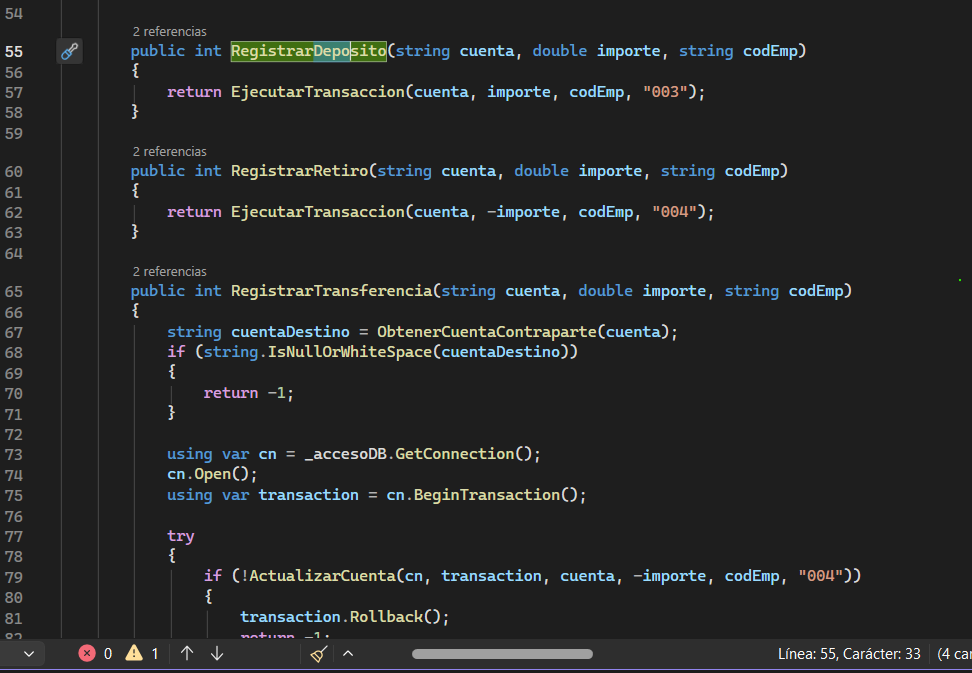 54
2 referencias
55 public int RegistrarDeposito(string cuenta, double importe, string codEmp)
56 {
57 return EjecutarTransaccion(cuenta, importe, codEmp, "003");
58 }
59
2 referencias
60 public int RegistrarRetiro(string cuenta, double importe, string codEmp)
61 {
62 return EjecutarTransaccion(cuenta, -importe, codEmp, "004");
63 }
64
2 referencias
65 public int RegistrarTransferencia(string cuenta, double importe, string codEmp)
66 {
67 string cuentaDestino = ObtenerCuentaContraparte(cuenta);
68 if (string.IsNullOrWhiteSpace(cuentaDestino))
69 {
70 return -1;
71 }
72
73 using var cn = _accesoDB.GetConnection();
74 cn.Open();
75 using var transaction = cn.BeginTransaction();
76
77 try
78 {
79 if (!ActualizarCuenta(cn, transaction, cuenta, -importe, codEmp, "004"))
80 {
81 transaction.Rollback();
82 return -1;
0 1 Línea: 55, Carácter: 33 (4 car